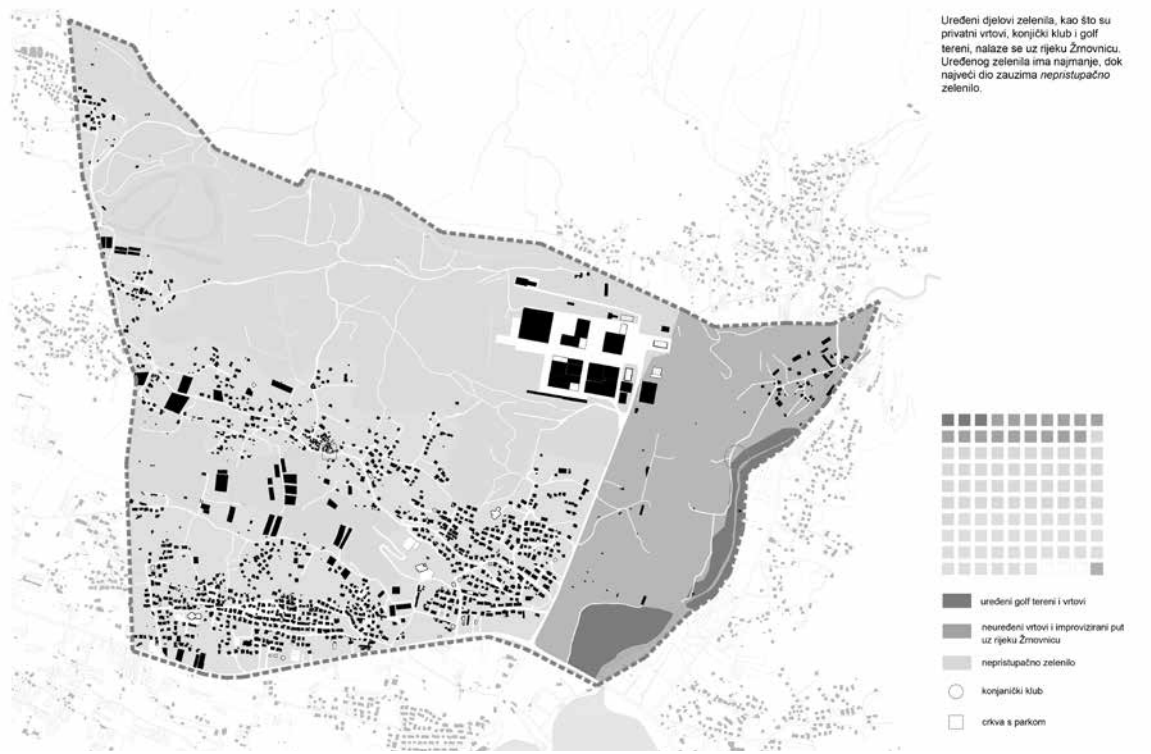 Uređeni djelovi zelenila, kao što su
privatni vrtovi, konjički klub i golf
tereni, nalaze se uz rijeku Žrnovnicu.
Uređenog zelenila ima najmanje, dok
najveći dio zauzima nepristupačno
zelenilo.
uređeni golf tereni i vrtovi
neuređeni vrtovi i improvizirani put
uz rijeku Žrnovnicu
nepristupačno zelenilo
konjanički klub
crkva s parkom